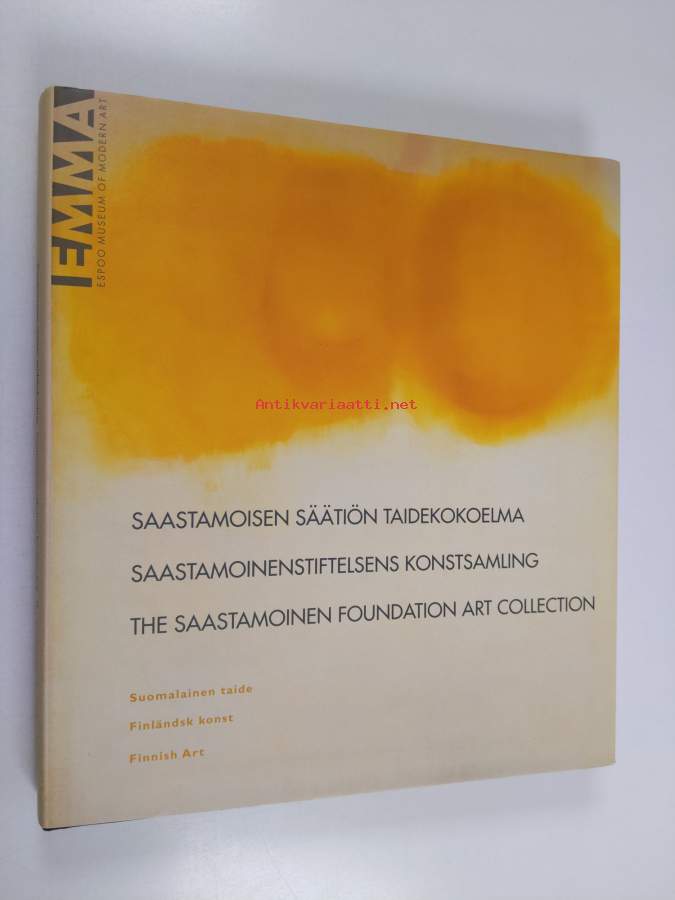 EMMA
ESPOO MUSEUM OF MODERN ART
Antikvariaatti.net
SAASTAMOISEN SÄÄTIÖN TAIDEKOKOELMA
SAASTAMOINENSTIFTELSENS KONSTSAMLING
THE SAASTAMOINEN FOUNDATION ART COLLECTION
Suomalainen taide
Finländsk konst
Finnish Art